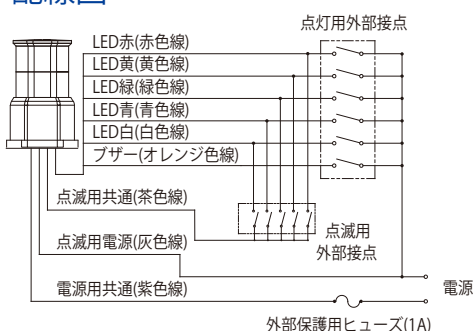 配線図
点灯用外部接点
LED赤(赤色線)
LED黄(黄色線)
LED緑(緑色線)
LED青(青色線)
LED白(白色線)
ブザー(オレンジ色線)
点滅用共通(茶色線)
点滅用
外部接点
点滅用電源(灰色線)
電源用共通(紫色線)
電源
外部保護用ヒューズ(1A)